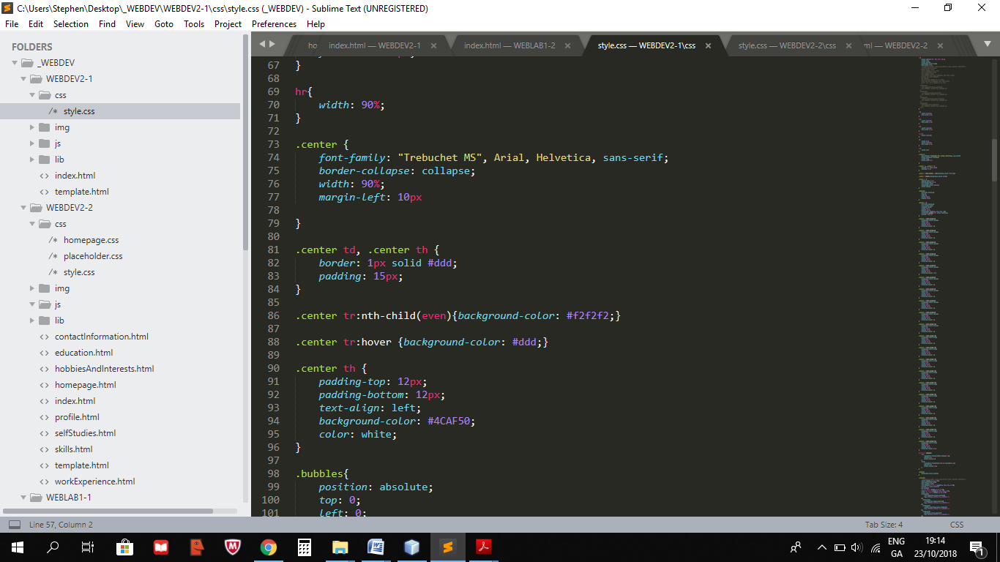 C:\Users\Stephen\Desktop\_WEBDEV\WEBDEV2-1\css\style.css (_WEBDEV) - Sublime Text (UNREGISTERED)
File Edit Selection Find View Goto Tools Project Preferences Help
FOLDERS
_WEBDEV
WEBDEV2-1
css
/* style.css
img
js
lib
<> index.html
<> template.html
WEBDEV2-2
css
/* homepage.css
/* placeholder.css
/* style.css
img
js
lib
<> contactInformation.html
<> education.html
<> hobbiesAndInterests.html
<> homepage.html
<> index.html
<> profile.html
<> selfStudies.html
<> skills.html
<> template.html
<> workExperience.html
WEBLAB1-1
ho index.html — WEBDEV2-1 × index.html — WEBLAB1-2 × style.css — WEBDEV2-1\css × style.css — WEBDEV2-2\css × ml — WEBDEV2-2 ×
67 }
68
69 hr{
70 width: 90%;
71 }
72
73 .center {
74 font-family: "Trebuchet MS", Arial, Helvetica, sans-serif;
75 border-collapse: collapse;
76 width: 90%;
77 margin-left: 10px
78
79 }
80
81 .center td, .center th {
82 border: 1px solid #ddd;
83 padding: 15px;
84 }
85
86 .center tr:nth-child(even){background-color: #f2f2f2;}
87
88 .center tr:hover {background-color: #ddd;}
89
90 .center th {
91 padding-top: 12px;
92 padding-bottom: 12px;
93 text-align: left;
94 background-color: #4CAF50;
95 color: white;
96 }
97
98 .bubbles{
99 position: absolute;
100 top: 0;
101 left: 0;
Line 57, Column 2 Tab Size: 4 CSS
ENG 19:14
GA 23/10/2018
1